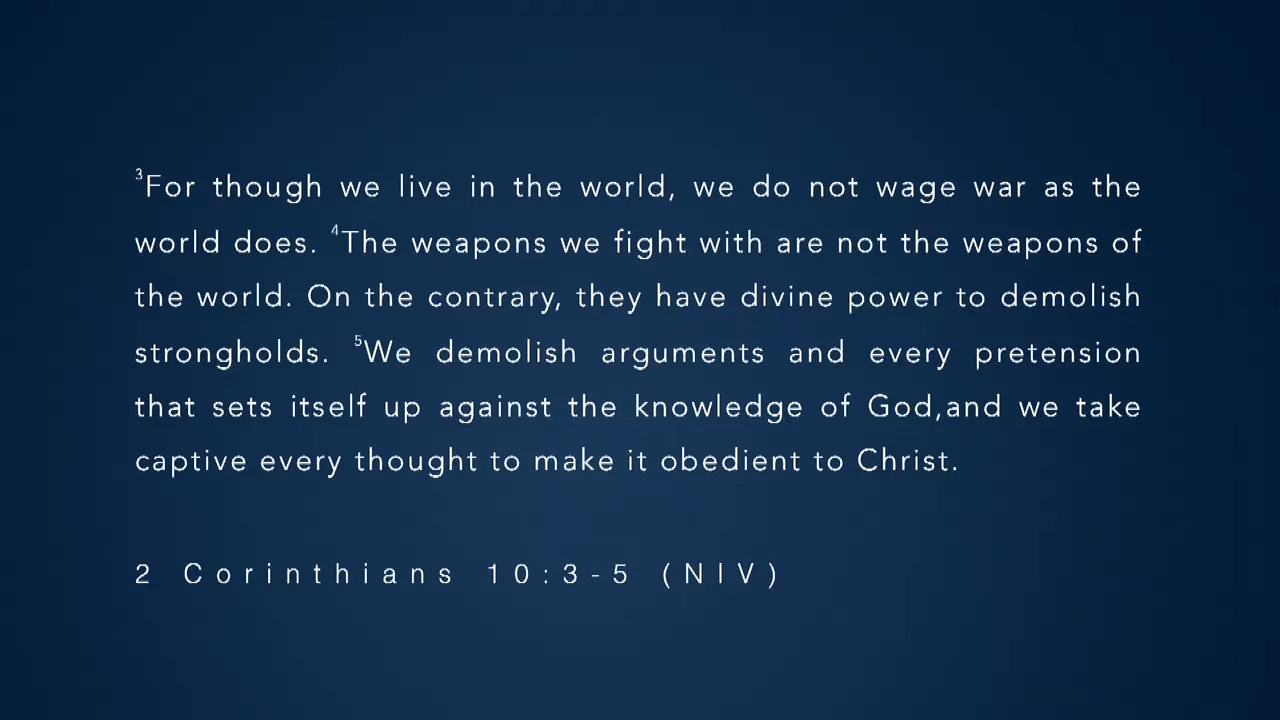 ³For though we live in the world, we do not wage war as the
world does. ⁴The weapons we fight with are not the weapons of
the world. On the contrary, they have divine power to demolish
strongholds. ⁵We demolish arguments and every pretension
that sets itself up against the knowledge of God,and we take
captive every thought to make it obedient to Christ.
2 Corinthians 10:3-5 (NIV)